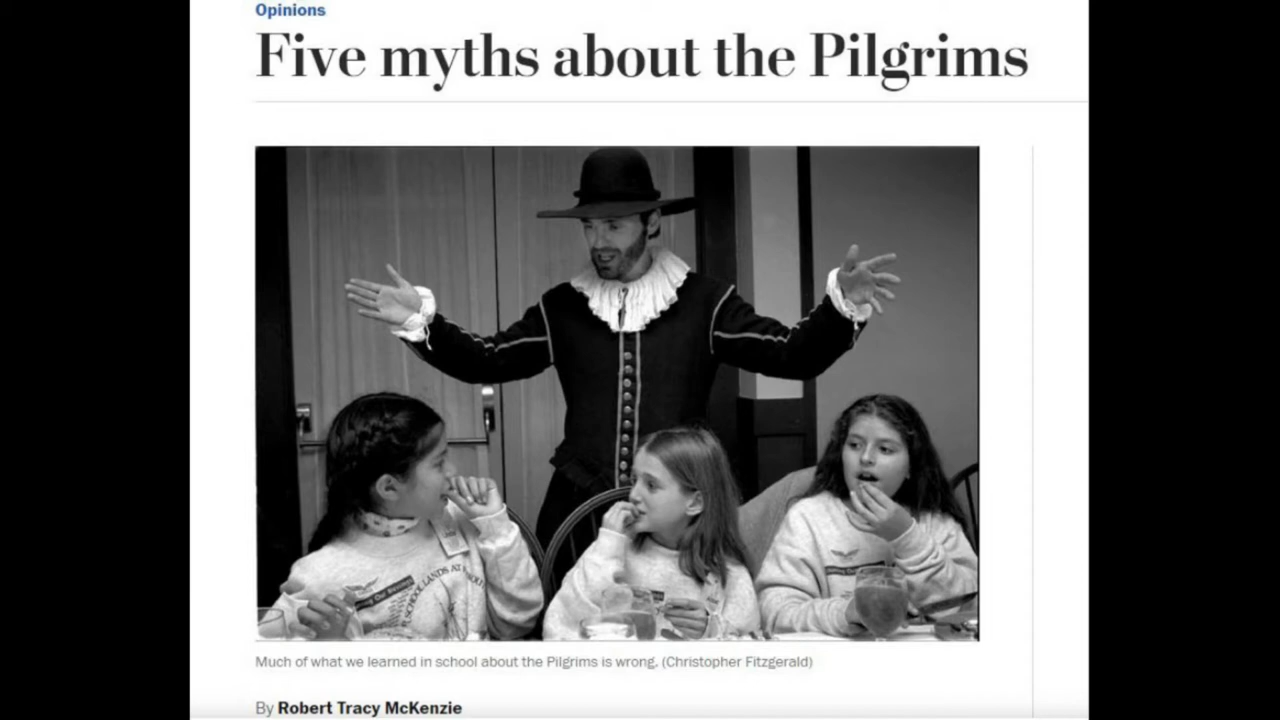 Opinions
Five myths about the Pilgrims
Much of what we learned in school about the Pilgrims is wrong. (Christopher Fitzgerald)
By Robert Tracy McKenzie